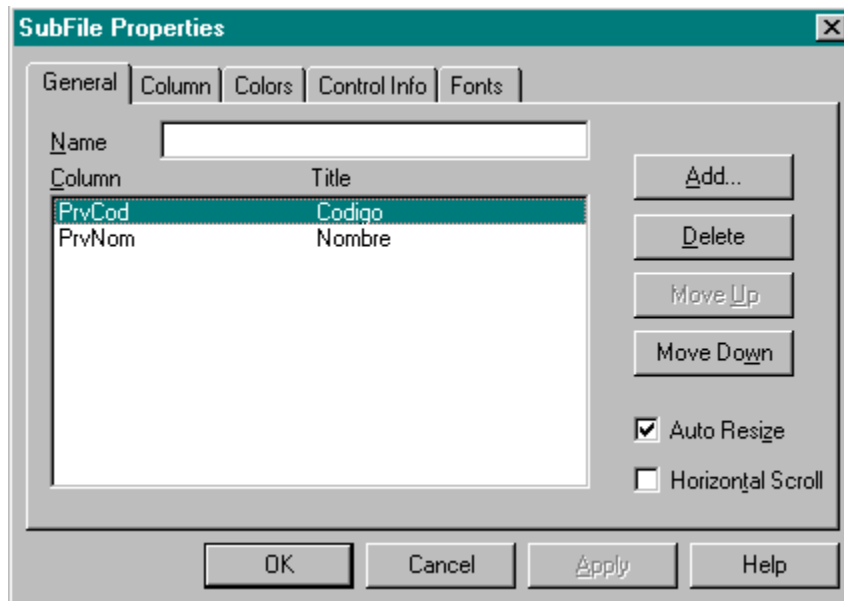 SubFile Properties
General Column Colors Control Info Fonts
Name
Column Title
PrvCod Codigo
PrvNom Nombre
Add...
Delete
Move Up
Move Down
Auto Resize
Horizontal Scroll
OK Cancel Apply Help